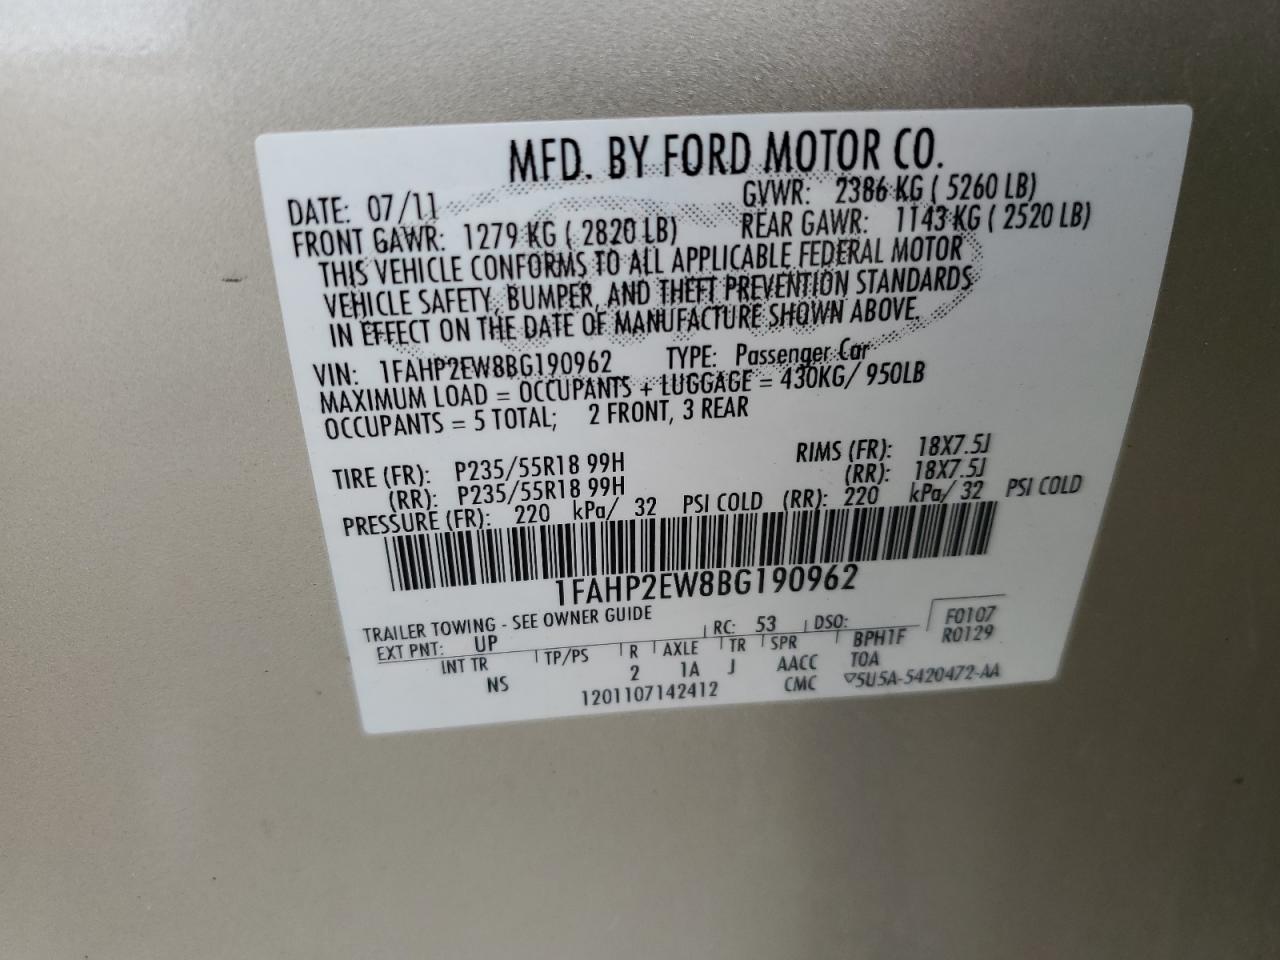 MFD. BY FORD MOTOR CO.
DATE: 07/11 GVWR: 2386 KG ( 5260 LB)
FRONT GAWR: 1279 KG ( 2820 LB) REAR GAWR: 1143 KG ( 2520 LB)
THIS VEHICLE CONFORMS TO ALL APPLICABLE FEDERAL MOTOR
VEHICLE SAFETY, BUMPER, AND THEFT PREVENTION STANDARDS
IN EFFECT ON THE DATE OF MANUFACTURE SHOWN ABOVE.
VIN: 1FAHP2EW8BG190962 TYPE: Passenger Car
MAXIMUM LOAD = OCCUPANTS + LUGGAGE = 430KG/ 950LB
OCCUPANTS = 5 TOTAL; 2 FRONT, 3 REAR
TIRE (FR): P235/55R18 99H RIMS (FR): 18X7.5J
(RR): P235/55R18 99H (RR): 18X7.5J
PRESSURE (FR): 220 kPa/ 32 PSI COLD (RR): 220 kPa/ 32 PSI COLD
1FAHP2EW8BG190962
TRAILER TOWING - SEE OWNER GUIDE
EXT PNT: UP RC: 53 DSO: F0107
INT TR TP/PS R AXLE TR SPR BPH1F R0129
NS 2 1A J AACC TOA
1201107142412 CMC ▽5U5A-5420472-AA